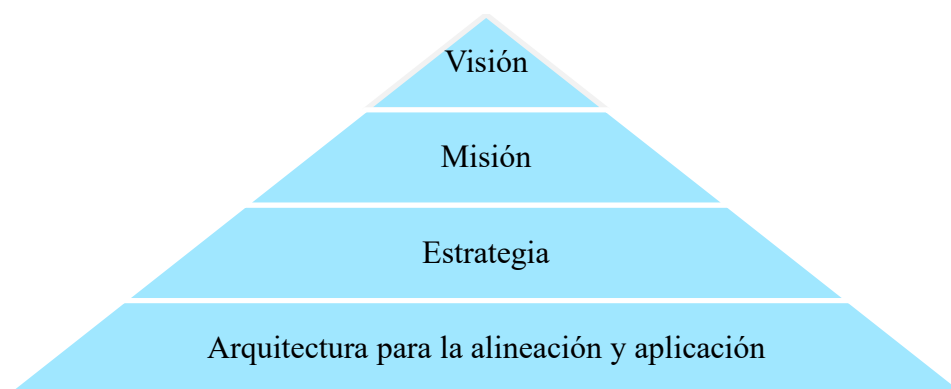 Visión
Misión
Estrategia
Arquitectura para la alineación y aplicación